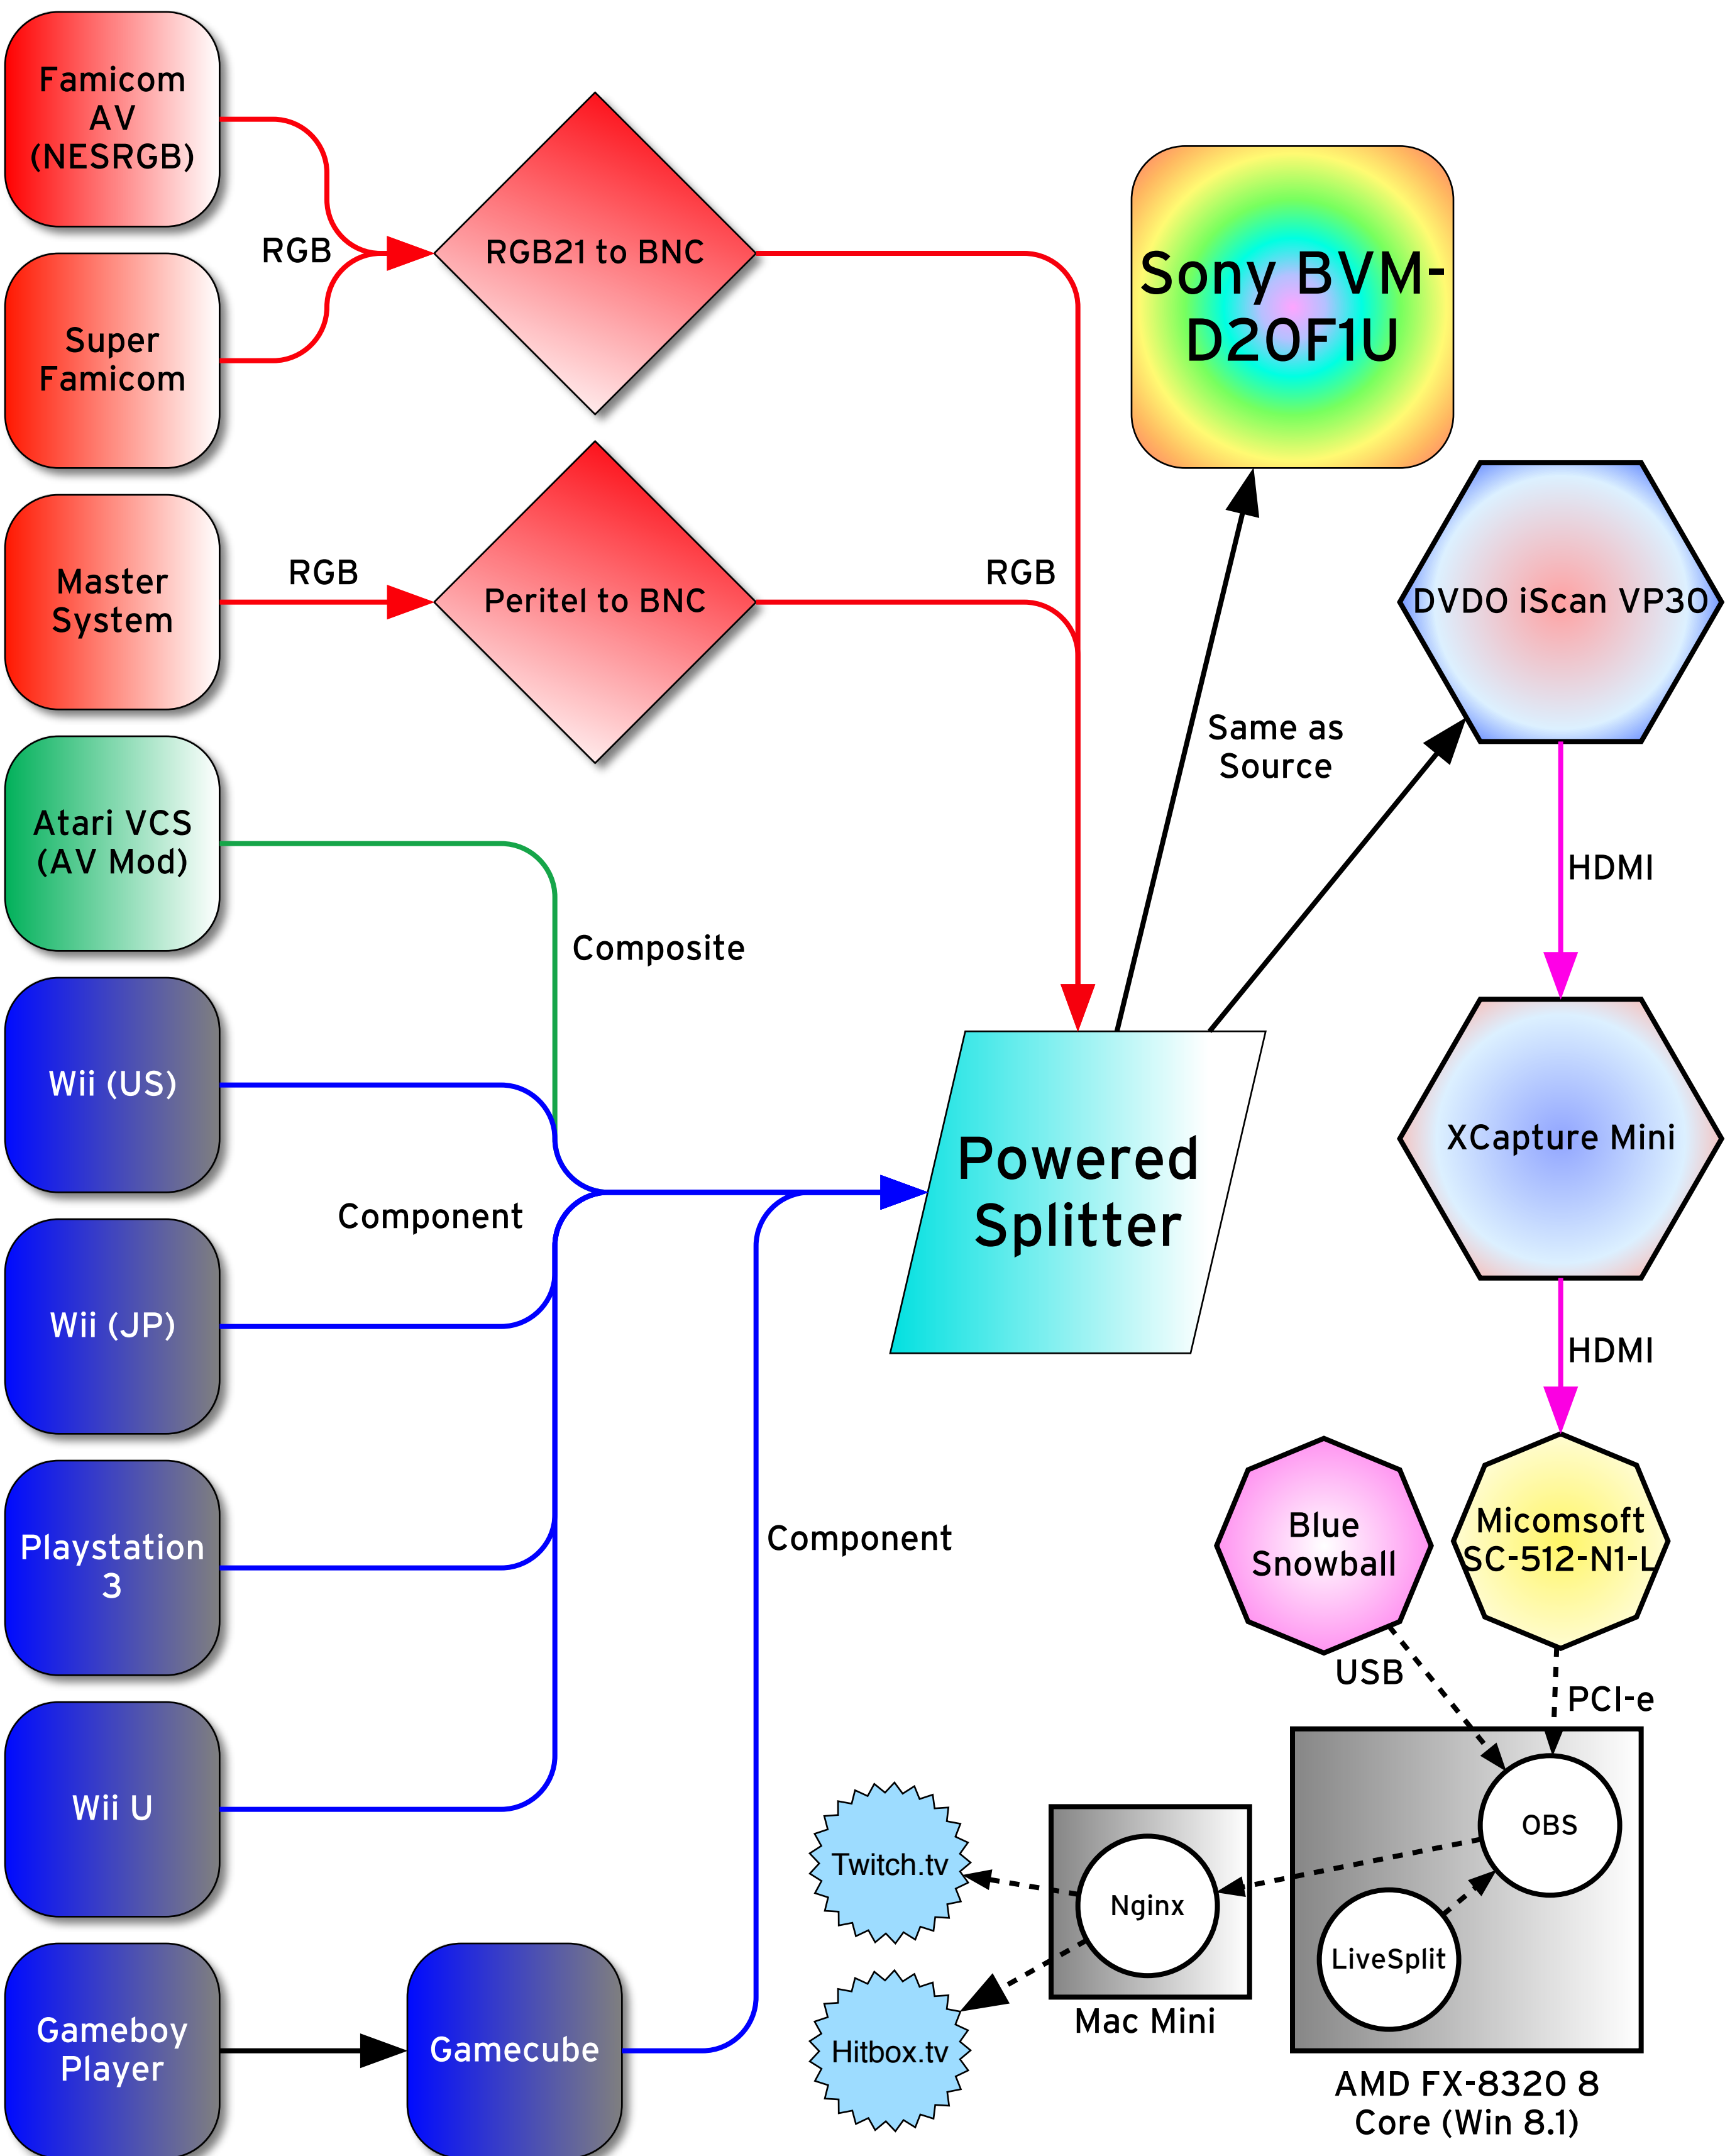 Famicom
AV
(NESRGB)
RGB
Super
Famicom
RGB21 to BNC
Sony BVM-
D20F1U
Master
System
RGB
Peritel to BNC
RGB
DVDO iScan VP30
Same as
Source
HDMI
Atari VCS
(AV Mod)
Composite
Wii (US)
Component
Wii (JP)
Powered
Splitter
XCapture Mini
HDMI
Playstation
3
Component
Blue
Snowball
Micomsoft
SC-512-N1-L
USB
PCI-e
Wii U
OBS
LiveSplit
AMD FX-8320 8
Core (Win 8.1)
Nginx
Mac Mini
Twitch.tv
Hitbox.tv
Gameboy
Player
Gamecube